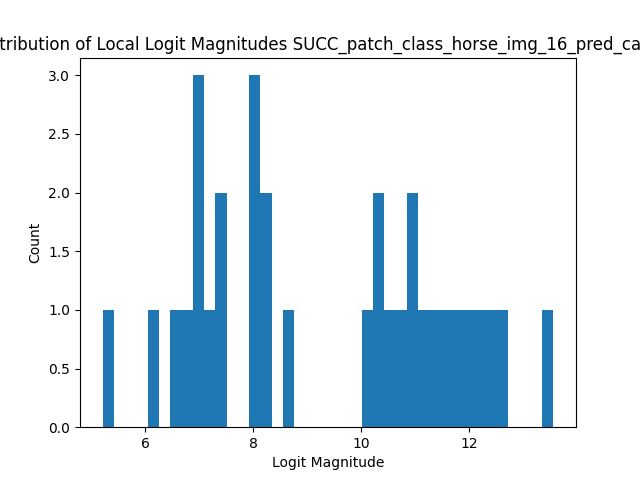 tribution of Local Logit Magnitudes SUCC_patch_class_horse_img_16_pred_ca
3.0
2.5
2.0
1.5
1.0
0.5
0.0
Count
6 8 10 12
Logit Magnitude